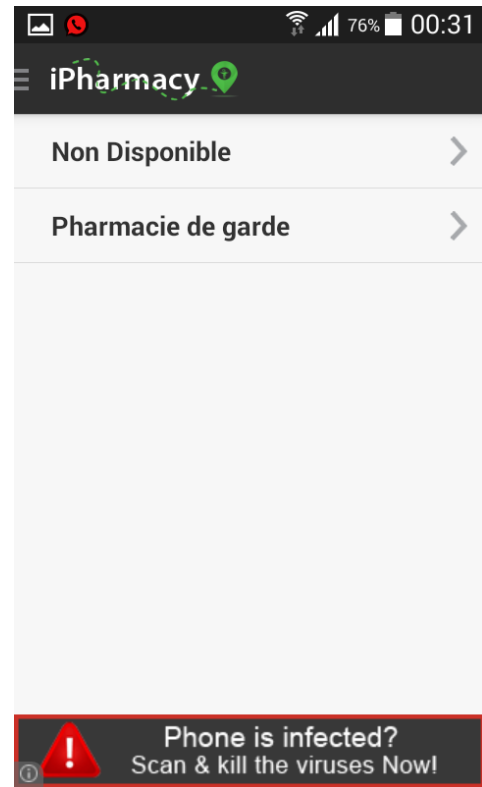 76% 00:31
iPharmacy
Non Disponible
Pharmacie de garde
Phone is infected?
Scan & kill the viruses Now!